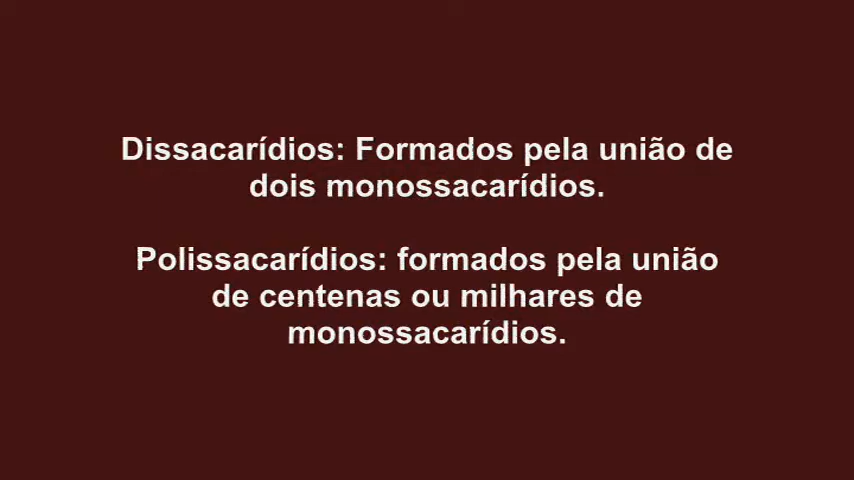 Dissacarídios: Formados pela união de
dois monossacarídios.
Polissacarídios: formados pela união
de centenas ou milhares de
monossacarídios.